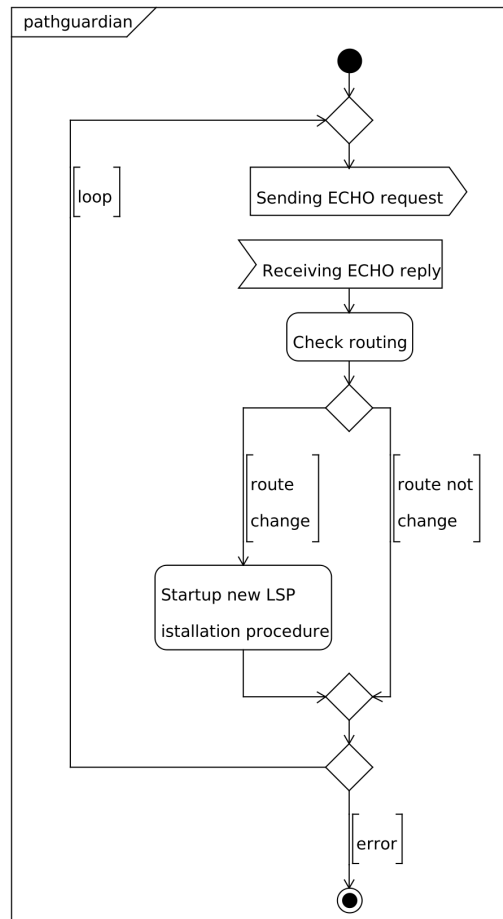 pathguardian
[loop]
Sending ECHO request
Receiving ECHO reply
Check routing
[route
change]
[route not
change]
Startup new LSP
istallation procedure
[error]